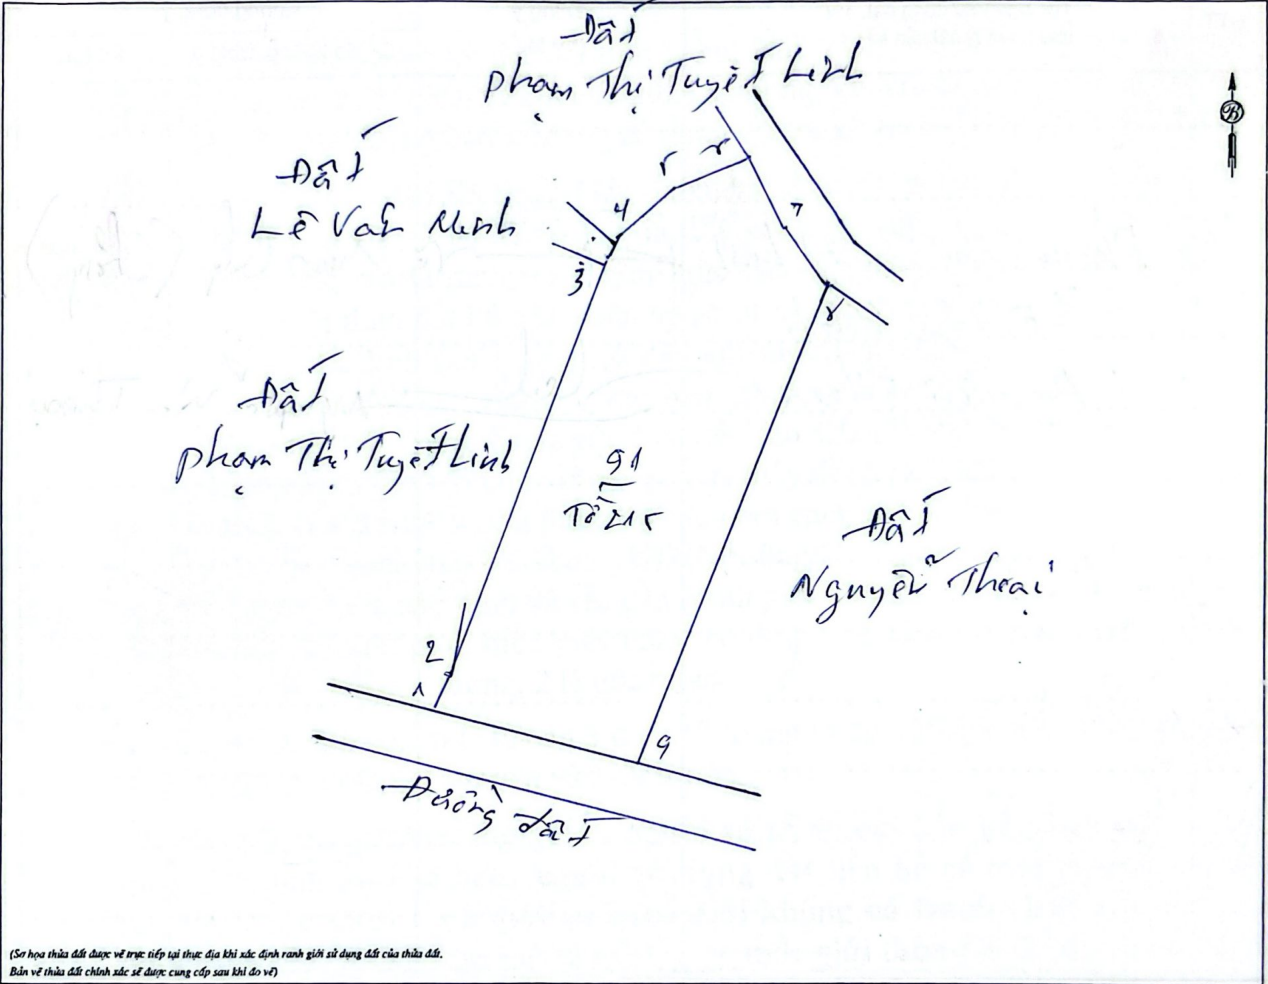 Đất
Phạm Thị Tuyết Linh
B
Đất
Lê Văn Minh
5
4
7
3
8
Đất
Phạm Thị Tuyết Linh
91
Tờ 215
Đất
Nguyễn Thoại
2
1
9
Đường đất
(Sơ họa thửa đất được vẽ trực tiếp tại thực địa khi xác định ranh giới sử dụng đất của thửa đất.
Bản vẽ thửa đất chính xác sẽ được cung cấp sau khi đo vẽ)